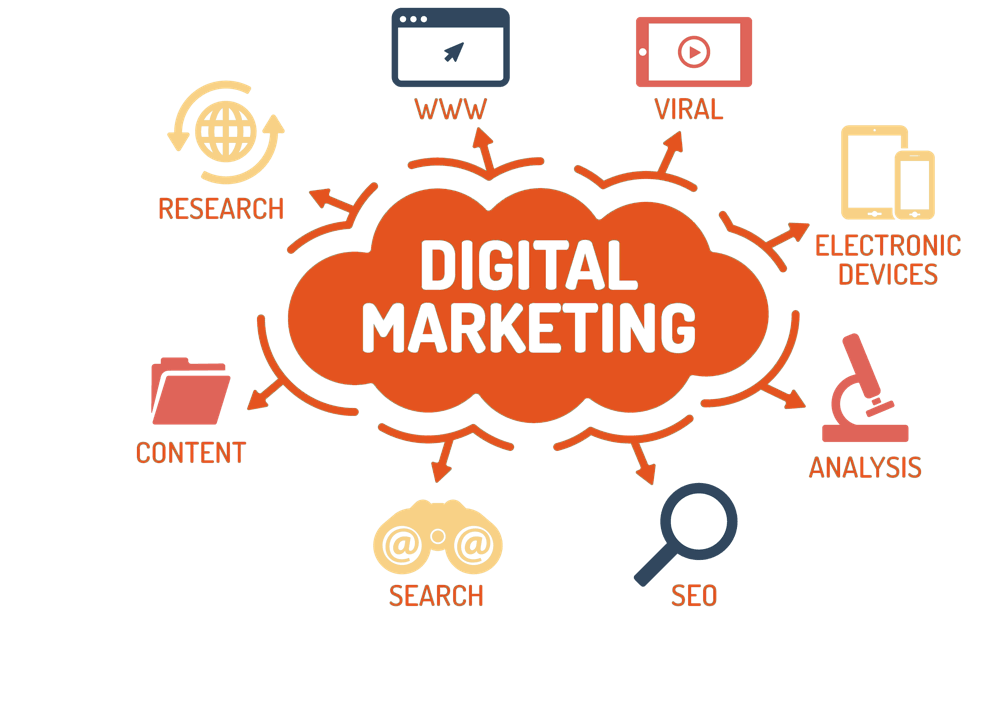 WWW
VIRAL
RESEARCH
ELECTRONIC
DEVICES
DIGITAL
MARKETING
CONTENT
ANALYSIS
@ @
SEARCH
SEO